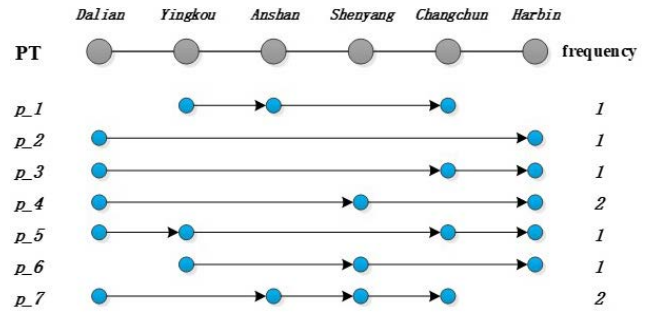 Dalian Yingkou Anshan Shenyang Changchun Harbin
PT frequency
p_1 1
p_2 1
p_3 1
p_4 2
p_5 1
p_6 1
p_7 2